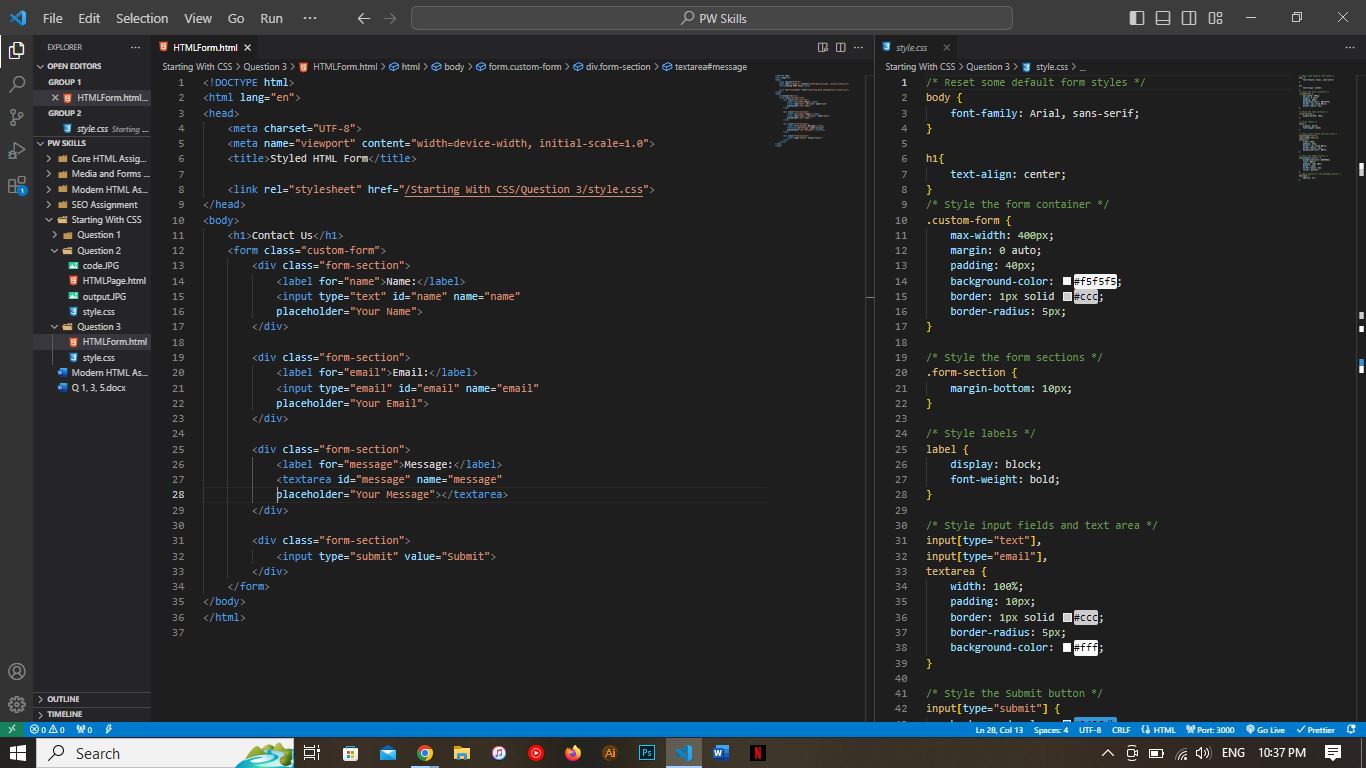 File Edit Selection View Go Run ···
PW Skills
EXPLORER
OPEN EDITORS
GROUP 1
HTMLForm.html...
GROUP 2
style.css Starting ...
PW SKILLS
Core HTML Assig...
Media and Forms ...
Modern HTML As...
SEO Assignment
Starting With CSS
Question 1
Question 2
code.JPG
HTMLPage.html
output.JPG
style.css
Question 3
HTMLForm.html
style.css
Modern HTML As...
Q 1, 3, 5.docx
OUTLINE
TIMELINE
HTMLForm.html
Starting With CSS > Question 3 > HTMLForm.html > html > body > form.custom-form > div.form-section > textarea#message
1 <!DOCTYPE html>
2 <html lang="en">
3 <head>
4 <meta charset="UTF-8">
5 <meta name="viewport" content="width=device-width, initial-scale=1.0">
6 <title>Styled HTML Form</title>
7
8 <link rel="stylesheet" href="/Starting With CSS/Question 3/style.css">
9 </head>
10 <body>
11 <h1>Contact Us</h1>
12 <form class="custom-form">
13 <div class="form-section">
14 <label for="name">Name:</label>
15 <input type="text" id="name" name="name"
16 placeholder="Your Name">
17 </div>
18
19 <div class="form-section">
20 <label for="email">Email:</label>
21 <input type="email" id="email" name="email"
22 placeholder="Your Email">
23 </div>
24
25 <div class="form-section">
26 <label for="message">Message:</label>
27 <textarea id="message" name="message"
28 placeholder="Your Message"></textarea>
29 </div>
30
31 <div class="form-section">
32 <input type="submit" value="Submit">
33 </div>
34 </form>
35 </body>
36 </html>
37
style.css
Starting With CSS > Question 3 > style.css > ...
1 /* Reset some default form styles */
2 body {
3 font-family: Arial, sans-serif;
4 }
5
6 h1{
7 text-align: center;
8 }
9 /* Style the form container */
10 .custom-form {
11 max-width: 400px;
12 margin: 0 auto;
13 padding: 40px;
14 background-color: #f5f5f5;
15 border: 1px solid #ccc;
16 border-radius: 5px;
17 }
18
19 /* Style the form sections */
20 .form-section {
21 margin-bottom: 10px;
22 }
23
24 /* Style labels */
25 label {
26 display: block;
27 font-weight: bold;
28 }
29
30 /* Style input fields and text area */
31 input[type="text"],
32 input[type="email"],
33 textarea {
34 width: 100%;
35 padding: 10px;
36 border: 1px solid #ccc;
37 border-radius: 5px;
38 background-color: #fff;
39 }
40
41 /* Style the Submit button */
42 input[type="submit"] {
0 0 0 Ln 28, Col 13 Spaces: 4 UTF-8 CRLF HTML Port: 3000 Go Live Prettier
Search
Ai Ps W N
ENG 10:37 PM